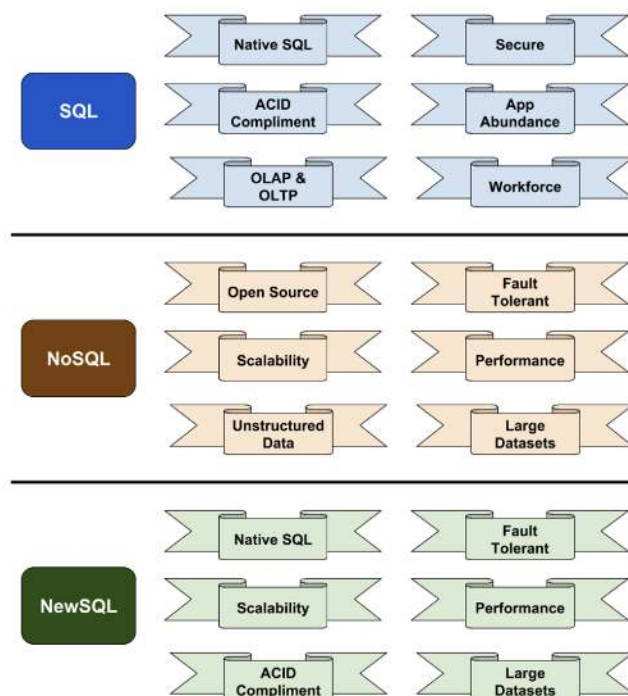 SQL
Native SQL
Secure
ACID
Compliment
App
Abundance
OLAP &
OLTP
Workforce
NoSQL
Open Source
Fault
Tolerant
Scalability
Performance
Unstructured
Data
Large
Datasets
NewSQL
Native SQL
Fault
Tolerant
Scalability
Performance
ACID
Compliment
Large
Datasets